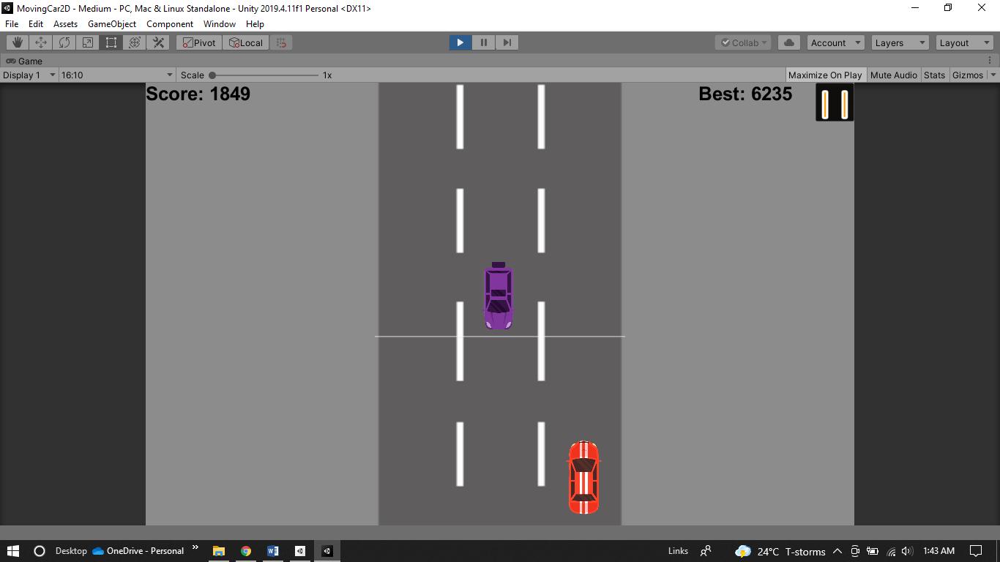 MovingCar2D - Medium - PC, Mac & Linux Standalone - Unity 2019.4.11f1 Personal <DX11>
File Edit Assets GameObject Component Window Help
Pivot Local Collab Account Layers Layout
Game
Display 1 16:10 Scale 1x Maximize On Play Mute Audio Stats Gizmos
Score: 1849 Best: 6235
Desktop OneDrive - Personal » Links 24°C T-storms 1:43 AM